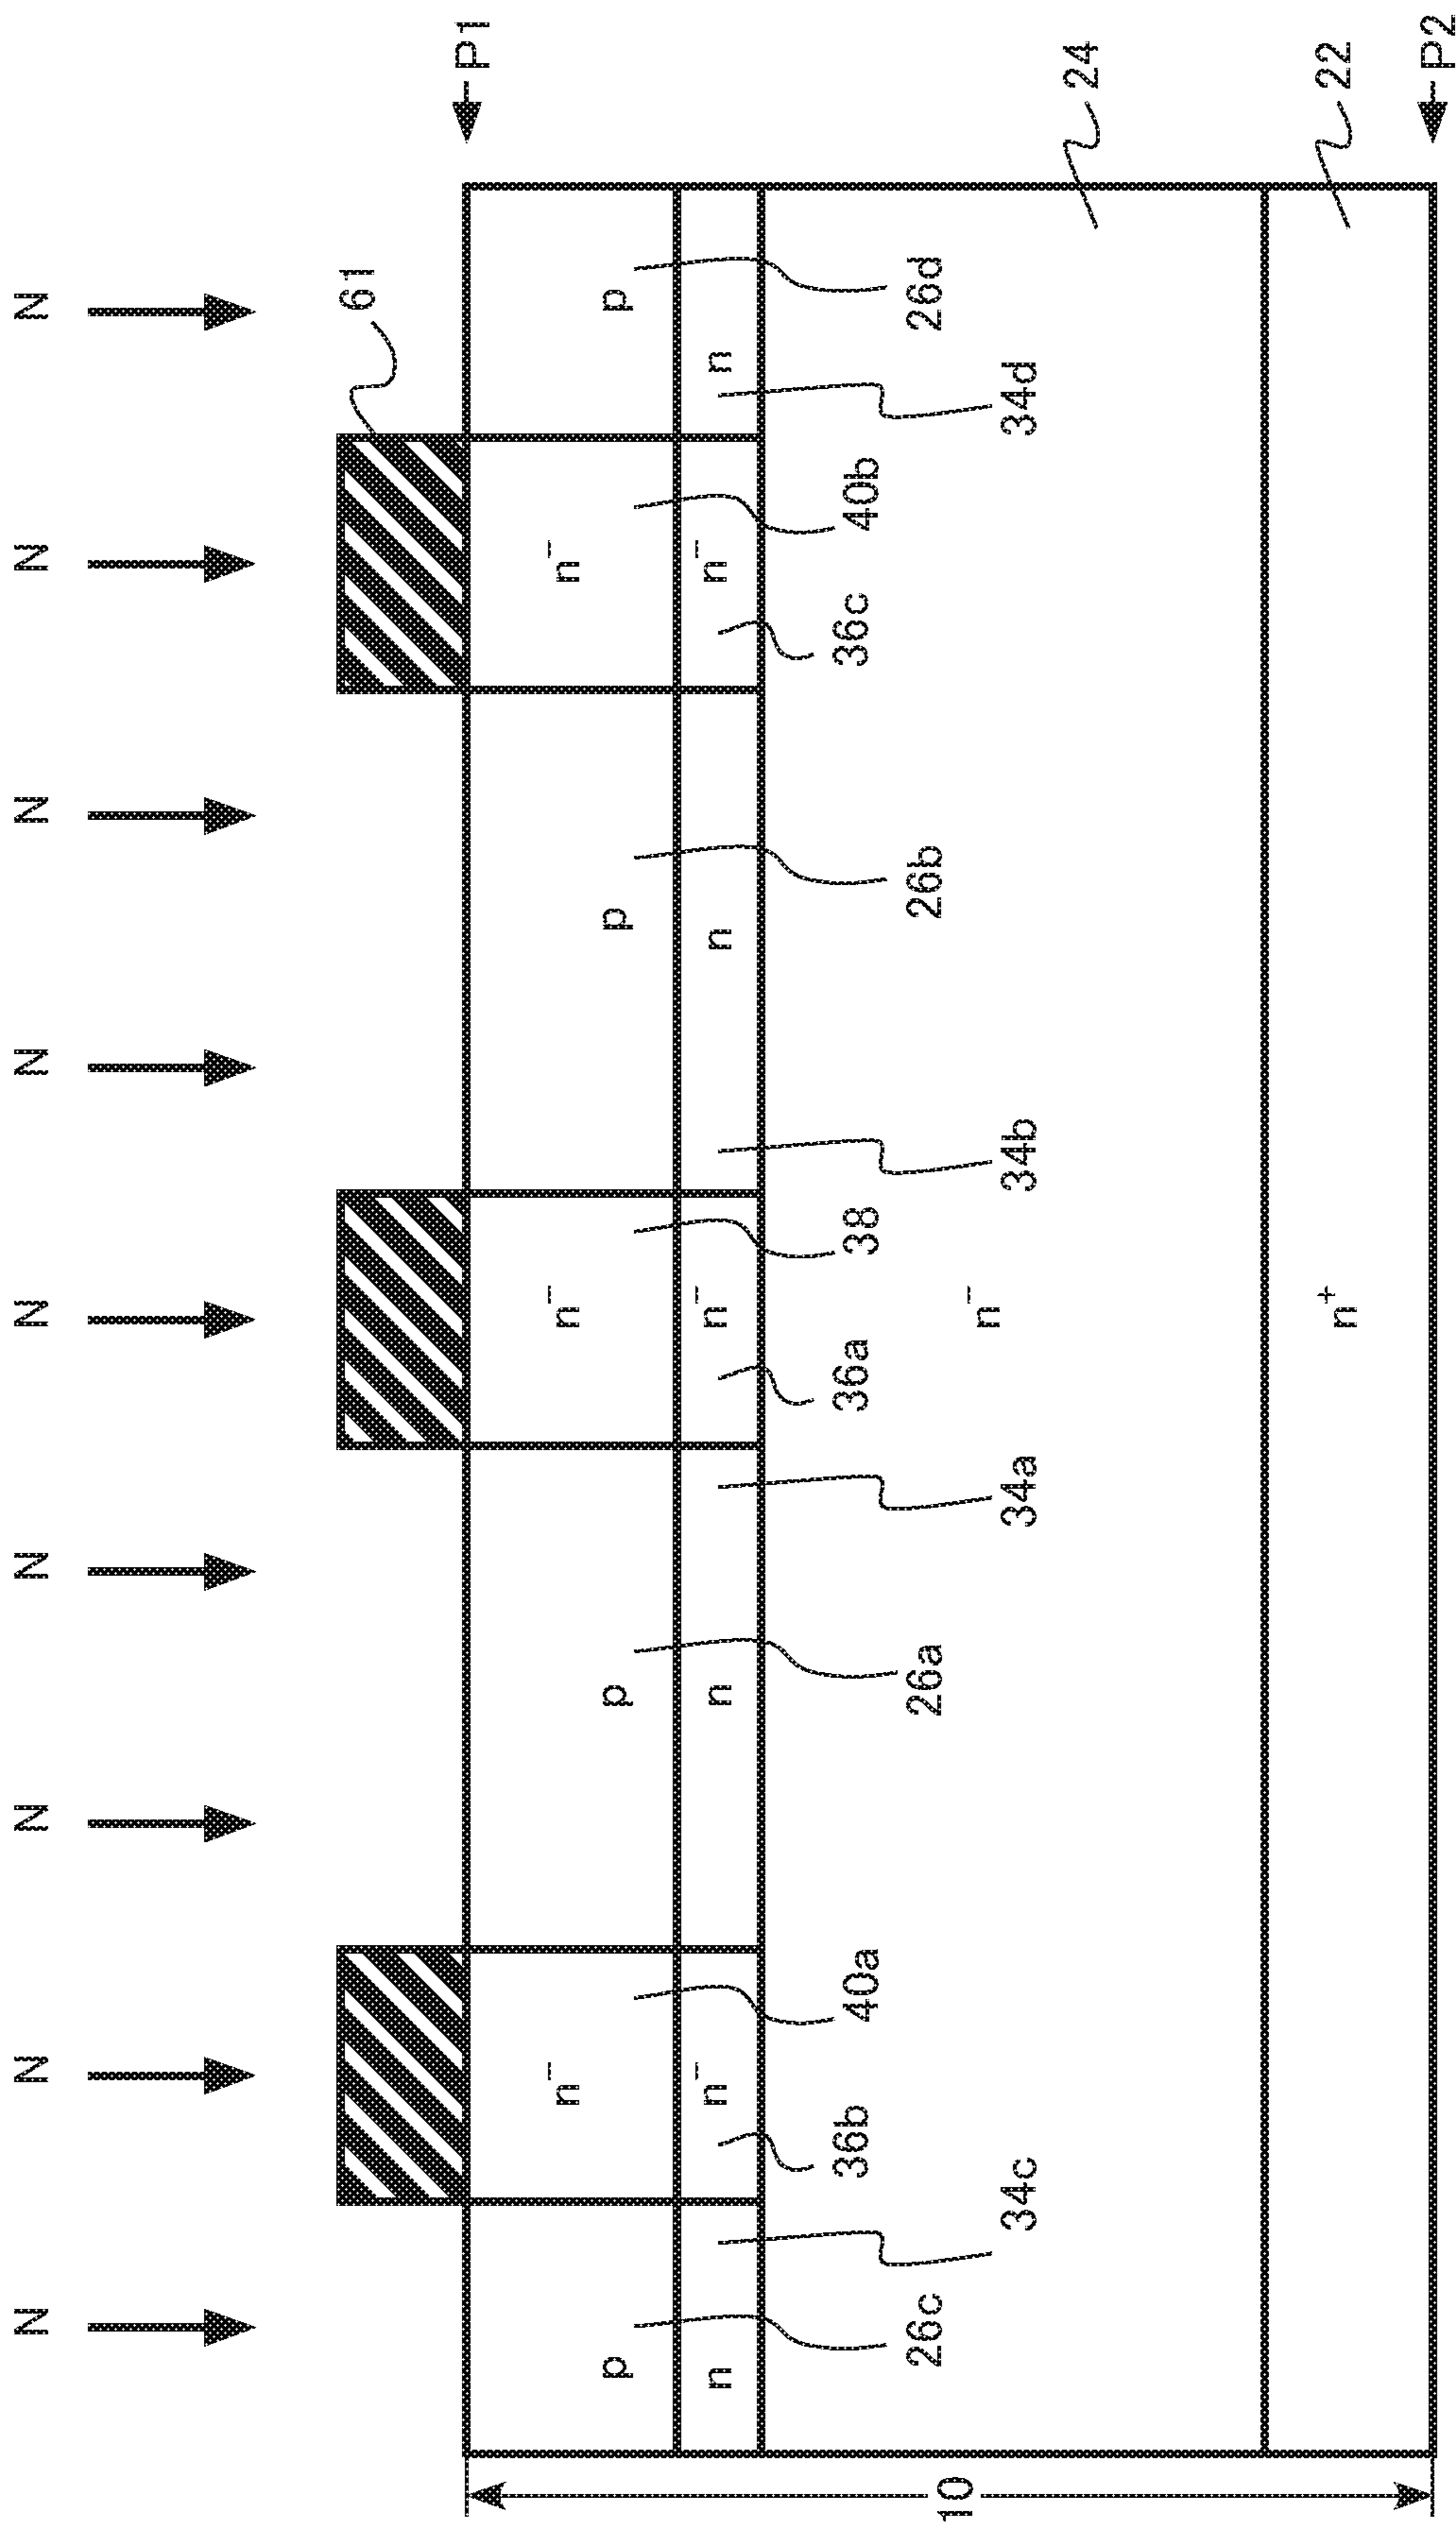 N N N N N N N N N
61
P1
n⁻ n⁻ n⁻
p p p p
n n⁻ n n⁻ n n⁻ n
36b 40a 36a 38 36c 40b
26c 26a 26b 26d
10
n⁻
34c 34a 34b 34d
24
n⁺ 22
P2